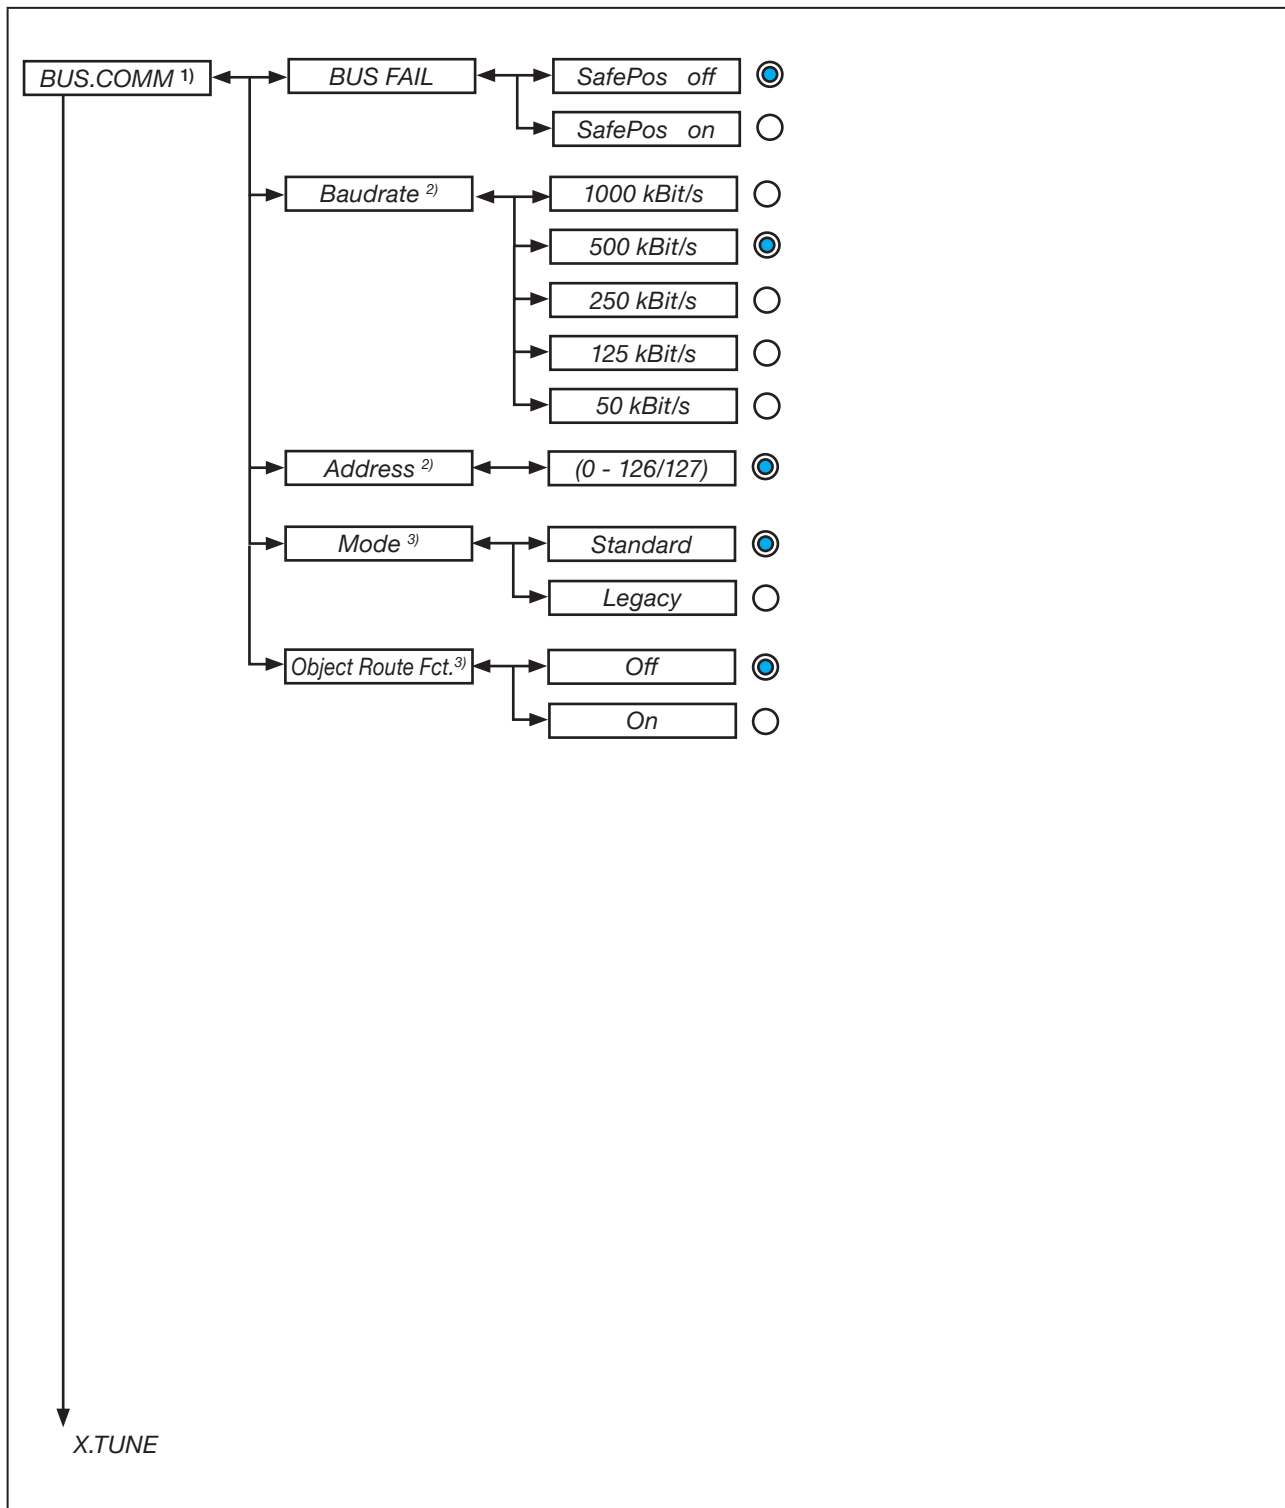 BUS.COMM 1)
BUS FAIL
SafePos off
SafePos on
Baudrate 2)
1000 kBit/s
500 kBit/s
250 kBit/s
125 kBit/s
50 kBit/s
Address 2)
(0 - 126/127)
Mode 3)
Standard
Legacy
Object Route Fct.3)
Off
On
X.TUNE